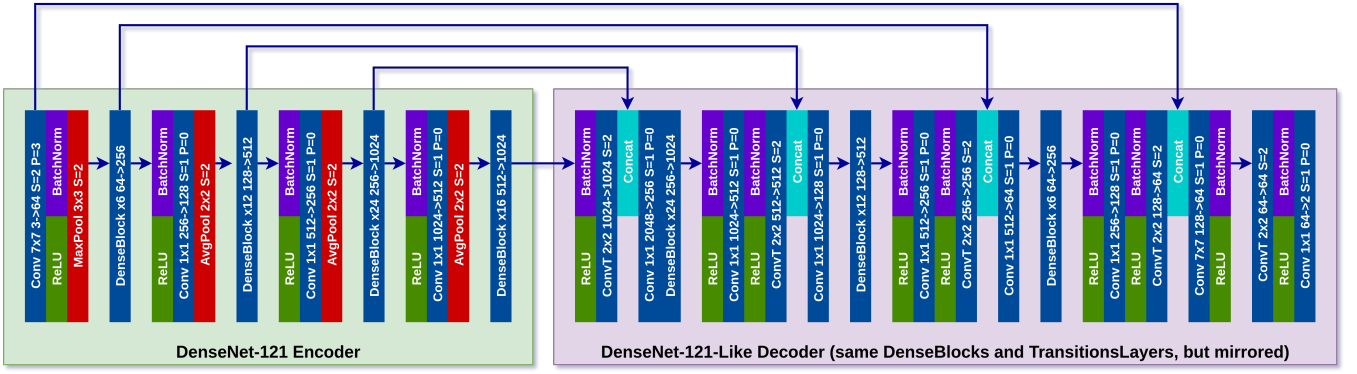 Conv 7x7 3->64 S=2 P=3
BatchNorm
ReLU
MaxPool 3x3 S=2
DenseBlock x6 64->256
BatchNorm
ReLU
Conv 1x1 256->128 S=1 P=0
AvgPool 2x2 S=2
DenseBlock x12 128->512
BatchNorm
ReLU
Conv 1x1 512->256 S=1 P=0
AvgPool 2x2 S=2
DenseBlock x24 256->1024
BatchNorm
ReLU
Conv 1x1 1024->512 S=1 P=0
AvgPool 2x2 S=2
DenseBlock x16 512->1024
DenseNet-121 Encoder
BatchNorm
ReLU
ConvT 2x2 1024->1024 S=2
Concat
Conv 1x1 2048->256 S=1 P=0
DenseBlock x24 256->1024
BatchNorm
ReLU
Conv 1x1 1024->512 S=1 P=0
BatchNorm
ReLU
ConvT 2x2 512->512 S=2
Concat
Conv 1x1 1024->128 S=1 P=0
DenseBlock x12 128->512
BatchNorm
ReLU
Conv 1x1 512->256 S=1 P=0
BatchNorm
ReLU
ConvT 2x2 256->256 S=2
Concat
Conv 1x1 512->64 S=1 P=0
DenseBlock x6 64->256
BatchNorm
ReLU
Conv 1x1 256->128 S=1 P=0
BatchNorm
ReLU
ConvT 2x2 128->64 S=2
Concat
Conv 7x7 128->64 S=1 P=0
BatchNorm
ReLU
ConvT 2x2 64->64 S=2
BatchNorm
ReLU
Conv 1x1 64->2 S=1 P=0
DenseNet-121-Like Decoder (same DenseBlocks and TransitionsLayers, but mirrored)